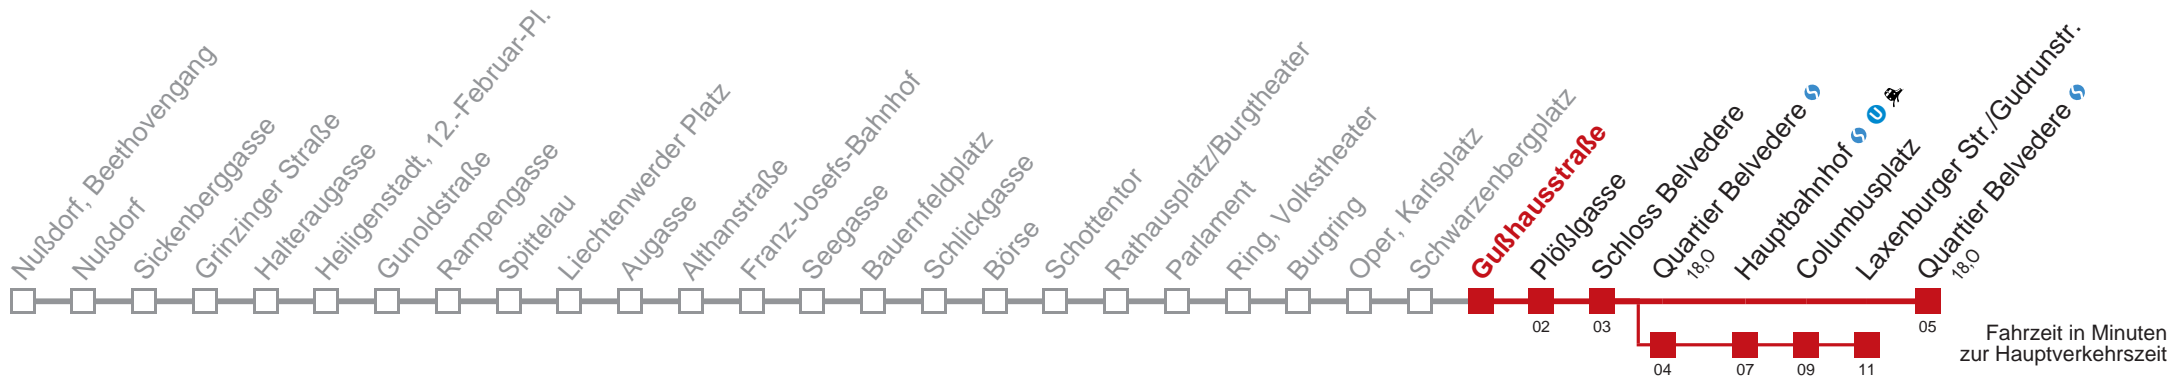 Nußdorf, Beethovengang
Nußdorf
Sickenberggasse
Grinzinger Straße
Halteraugasse
Heiligenstadt, 12.-Februar-Pl.
Gunoldstraße
Rampengasse
Spittelau
Liechtenwerder Platz
Augasse
Althanstraße
Franz-Josefs-Bahnhof
Seegasse
Bauernfeldplatz
Schlickgasse
Börse
Schottentor
Rathausplatz/Burgtheater
Parlament
Ring, Volkstheater
Burgring
Oper, Karlsplatz
Schwarzenbergplatz
Gußhausstraße
Plößlgasse
Schloss Belvedere
Quartier Belvedere S
18,O
Hauptbahnhof S U
Columbusplatz
Laxenburger Str./Gudrunstr.
Quartier Belvedere S
18,O
02
03
05
04
07
09
11
Fahrzeit in Minuten
zur Hauptverkehrszeit